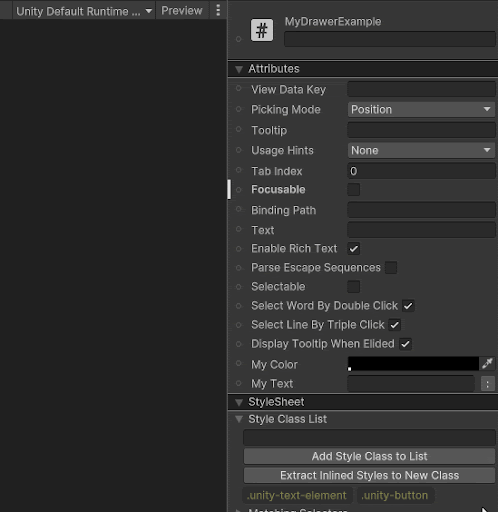 Unity Default Runtime ...
Preview
#
MyDrawerExample
Attributes
View Data Key
Picking Mode Position
Tooltip
Usage Hints None
Tab Index 0
Focusable
Binding Path
Text
Enable Rich Text
Parse Escape Sequences
Selectable
Select Word By Double Click
Select Line By Triple Click
Display Tooltip When Elided
My Color
My Text :
StyleSheet
Style Class List
Add Style Class to List
Extract Inlined Styles to New Class
.unity-text-element .unity-button
Matching Selectors